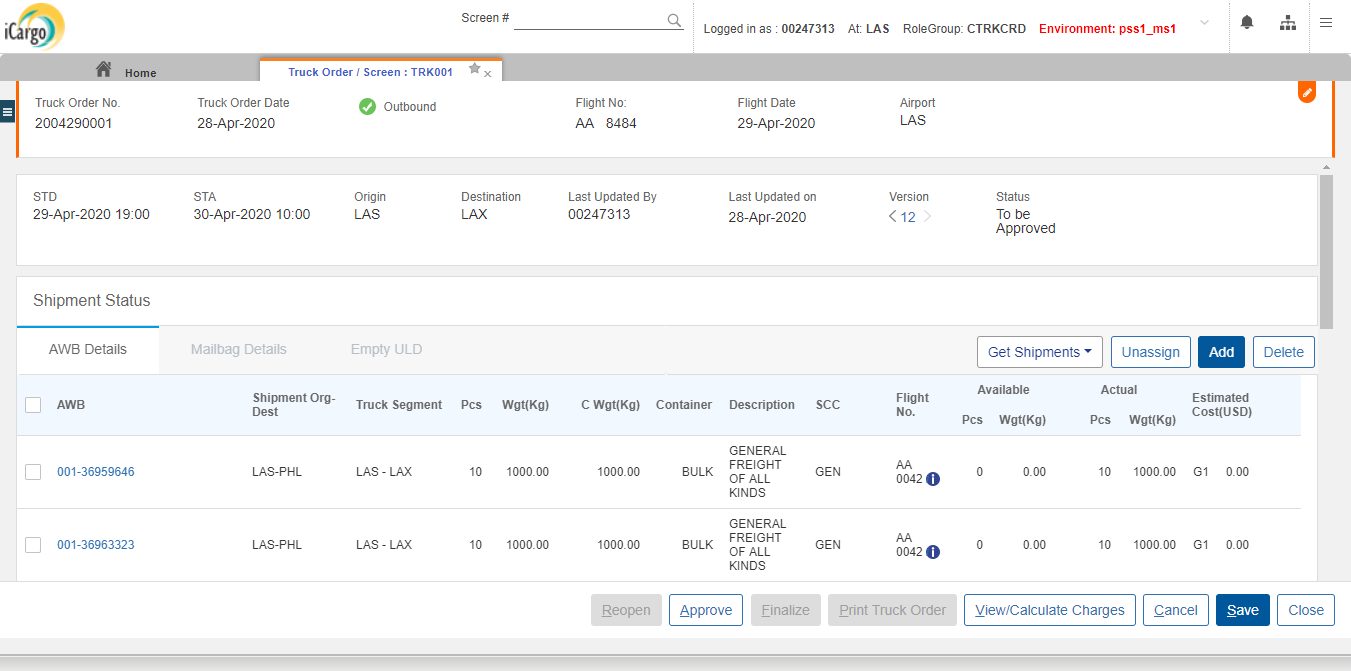 iCargo
Screen #
Logged in as : 00247313 At: LAS RoleGroup: CTRKCRD Environment: pss1_ms1
Home
Truck Order / Screen : TRK001
Truck Order No. Truck Order Date Outbound Flight No: Flight Date Airport
2004290001 28-Apr-2020 AA 8484 29-Apr-2020 LAS
STD STA Origin Destination Last Updated By Last Updated on Version Status
29-Apr-2020 19:00 30-Apr-2020 10:00 LAS LAX 00247313 28-Apr-2020 < 12 > To be
Approved
Shipment Status
AWB Details Mailbag Details Empty ULD Get Shipments Unassign Add Delete
AWB Shipment Org-Dest Truck Segment Pcs Wgt(Kg) C Wgt(Kg) Container Description SCC Flight No. Available Actual Estimated Cost(USD)
Pcs Wgt(Kg) Pcs Wgt(Kg)
001-36959646 LAS-PHL LAS - LAX 10 1000.00 1000.00 BULK GENERAL FREIGHT OF ALL KINDS GEN AA 0042 i 0 0.00 10 1000.00 G1 0.00
001-36963323 LAS-PHL LAS - LAX 10 1000.00 1000.00 BULK GENERAL FREIGHT OF ALL KINDS GEN AA 0042 i 0 0.00 10 1000.00 G1 0.00
Reopen Approve Finalize Print Truck Order View/Calculate Charges Cancel Save Close